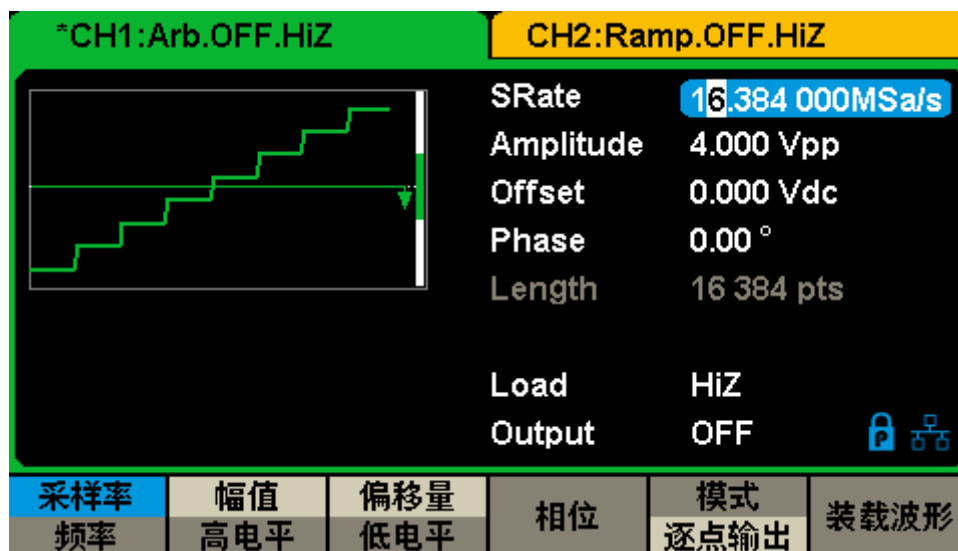 *CH1:Arb.OFF.HiZ
CH2:Ramp.OFF.HiZ
SRate 16.384 000MSa/s
Amplitude 4.000 Vpp
Offset 0.000 Vdc
Phase 0.00 °
Length 16 384 pts
Load HiZ
Output OFF
P
采样率 幅值 偏移量 相位 模式 装载波形
频率 高电平 低电平 逐点输出